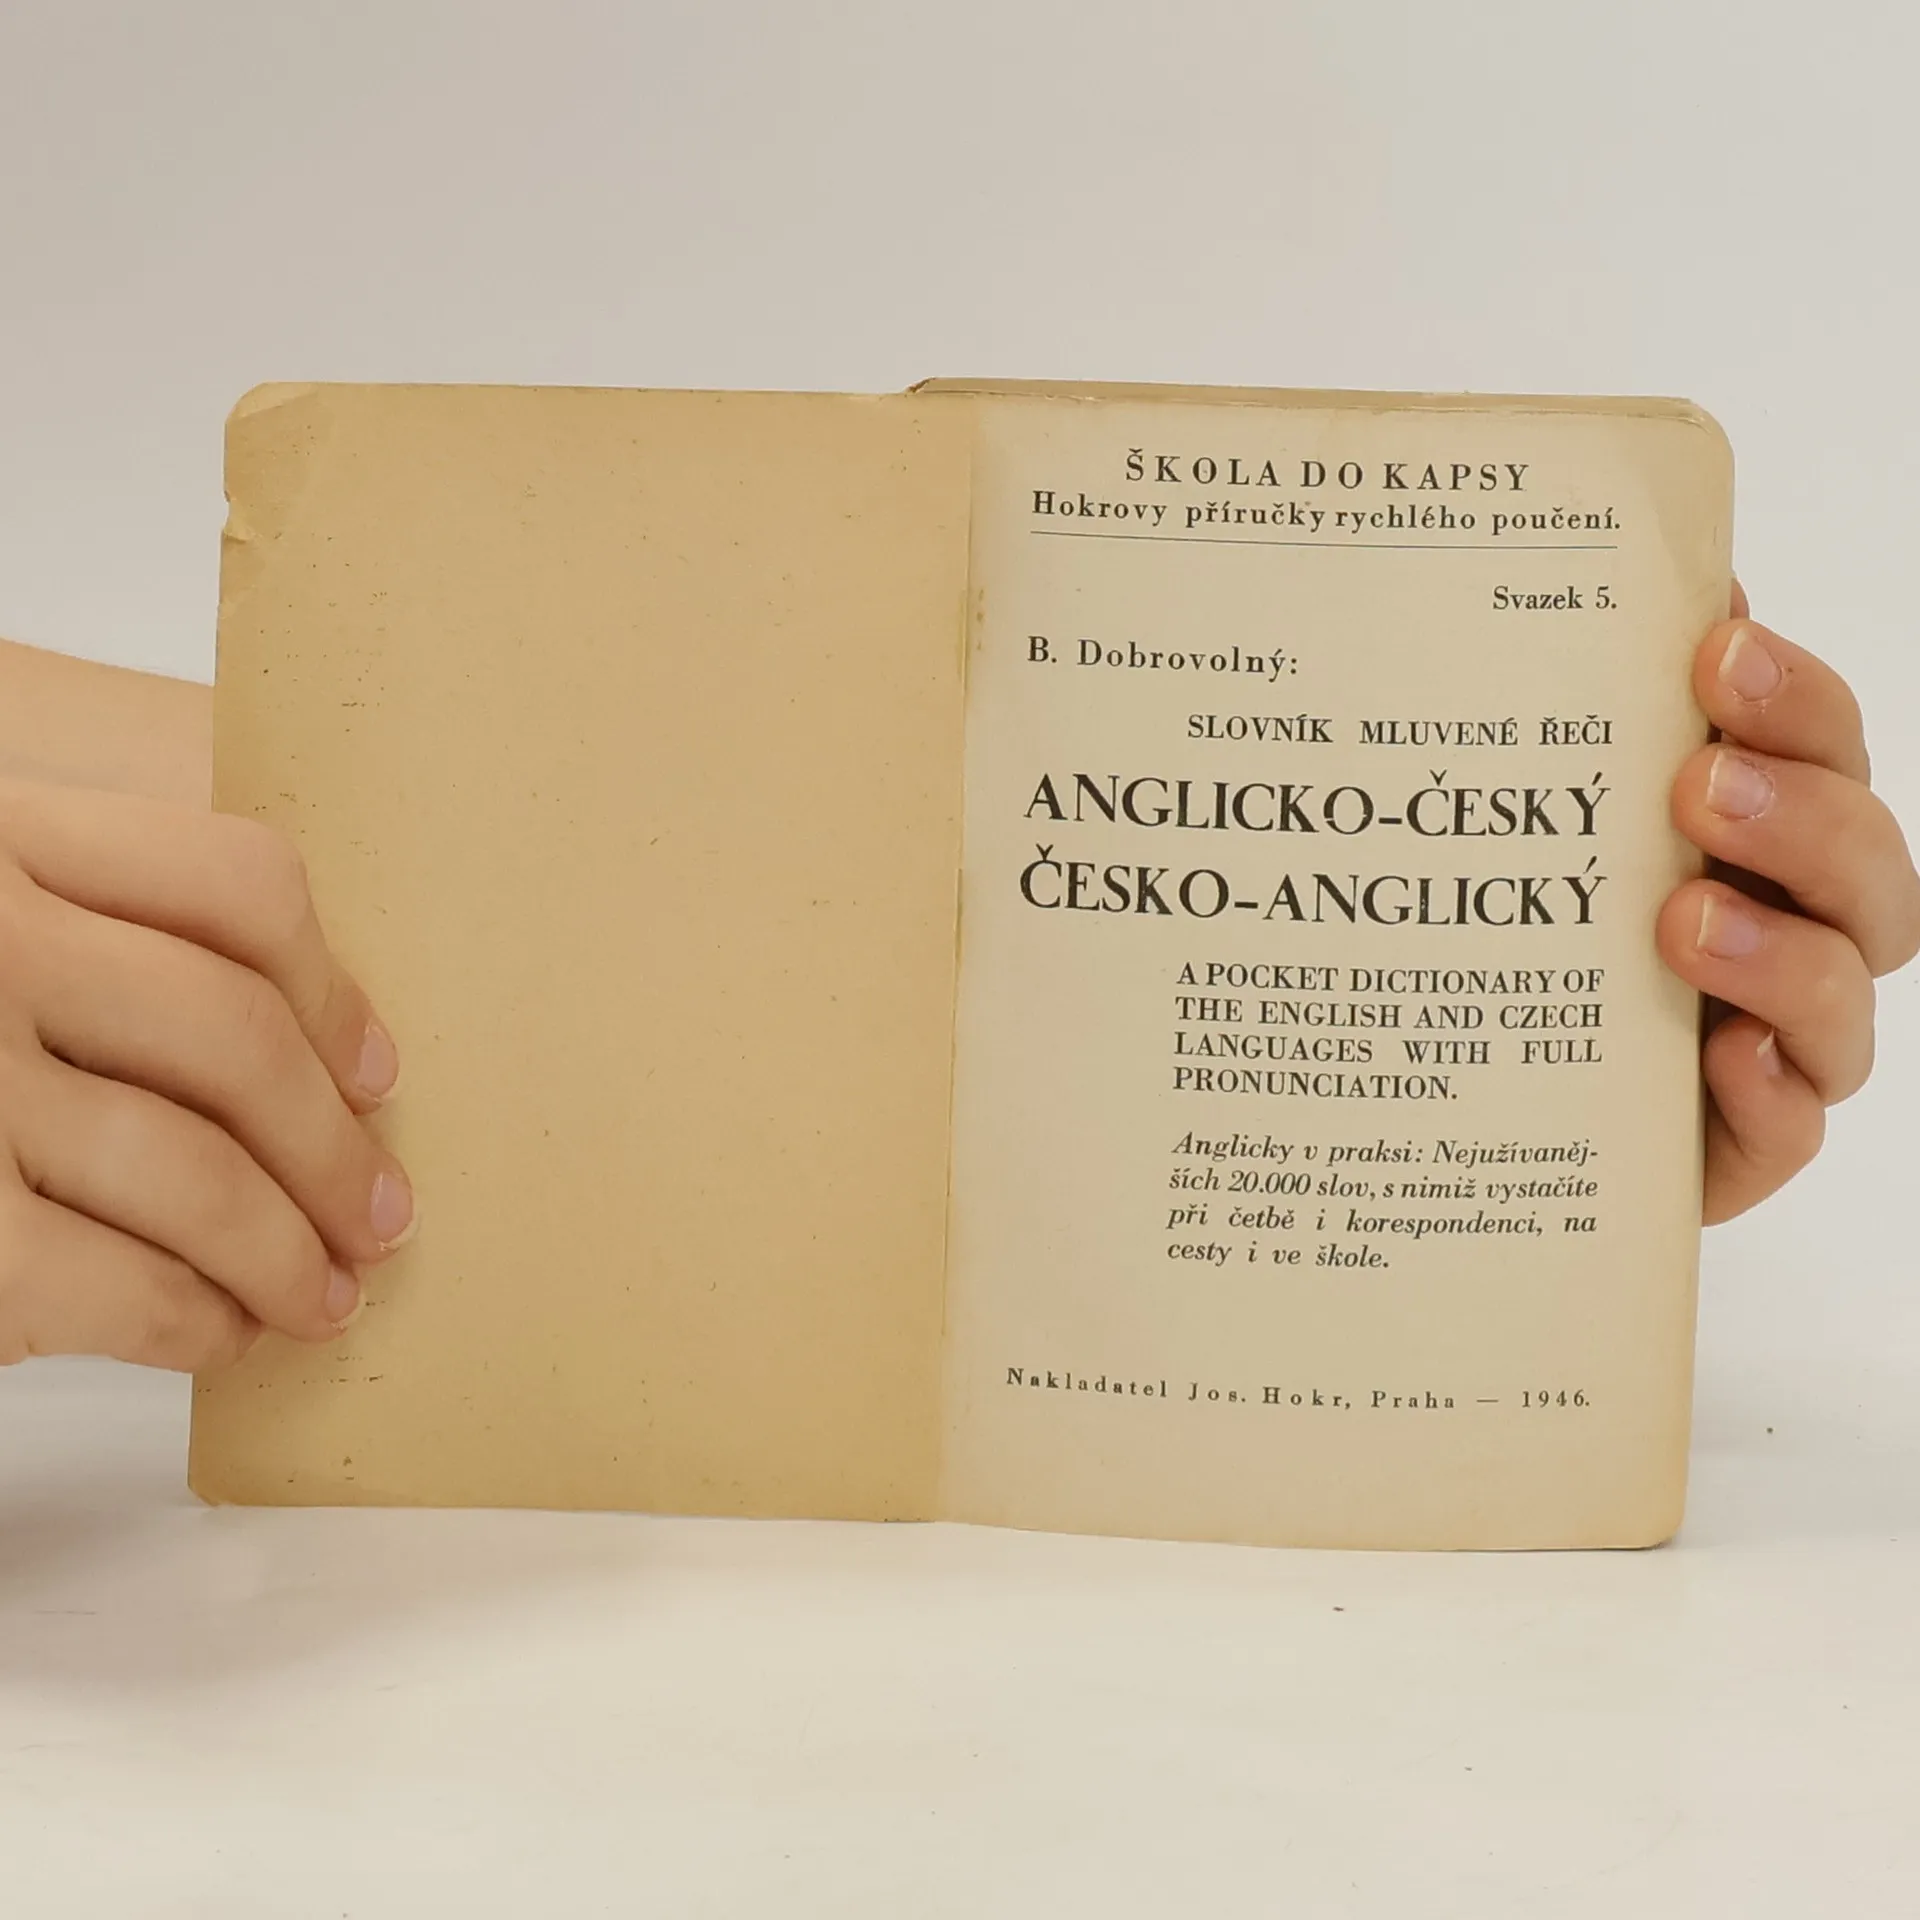 ŠKOLA DO KAPSY
Hokrovy příručky rychlého poučení.
Svazek 5.
B. Dobrovolný:
SLOVNÍK MLUVENÉ ŘEČI
ANGLICKO-ČESKÝ
ČESKO-ANGLICKÝ
A POCKET DICTIONARY OF
THE ENGLISH AND CZECH
LANGUAGES WITH FULL
PRONUNCIATION.
Anglicky v praksi: Nejužívaněj-
ších 20.000 slov, s nimiž vystačíte
při četbě i korespondenci, na
cesty i ve škole.
Nakladatel Jos. Hokr, Praha — 1946.